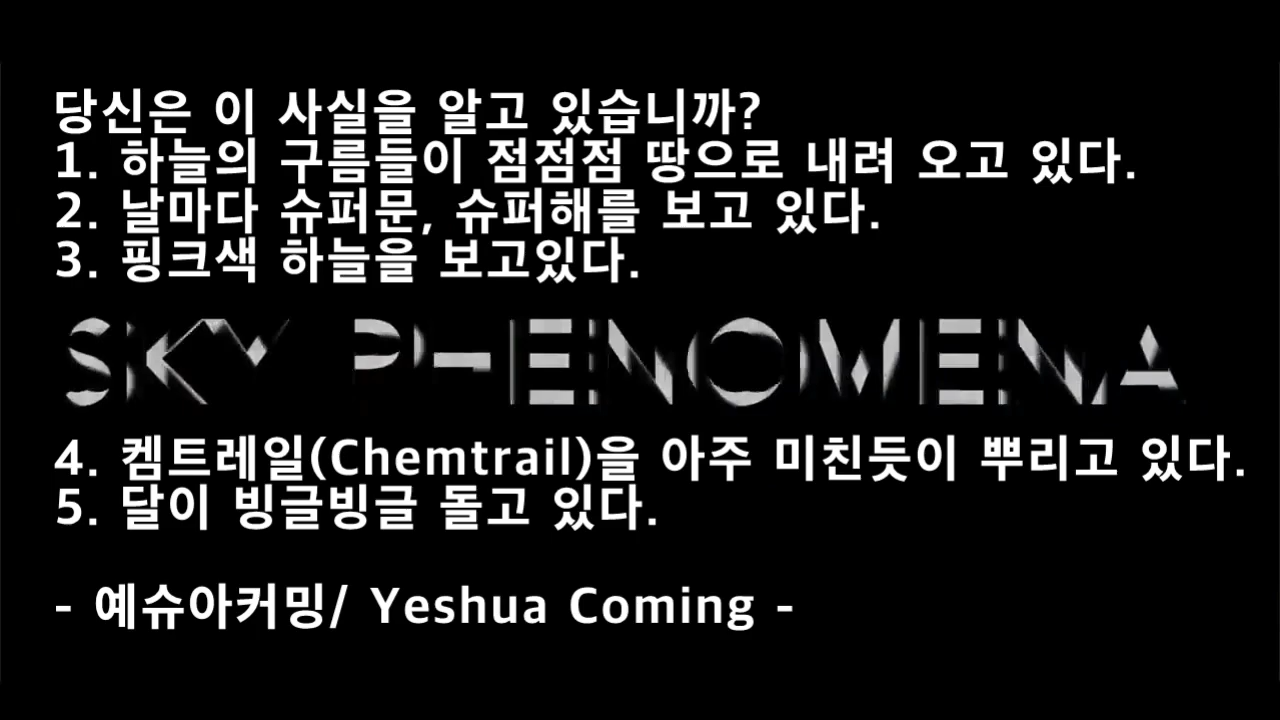 당신은 이 사실을 알고 있습니까?
1. 하늘의 구름들이 점점점 땅으로 내려 오고 있다.
2. 날마다 슈퍼문, 슈퍼해를 보고 있다.
3. 핑크색 하늘을 보고있다.
SKY PHENOMENA
4. 켐트레일(Chemtrail)을 아주 미친듯이 뿌리고 있다.
5. 달이 빙글빙글 돌고 있다.
- 예슈아커밍/ Yeshua Coming -